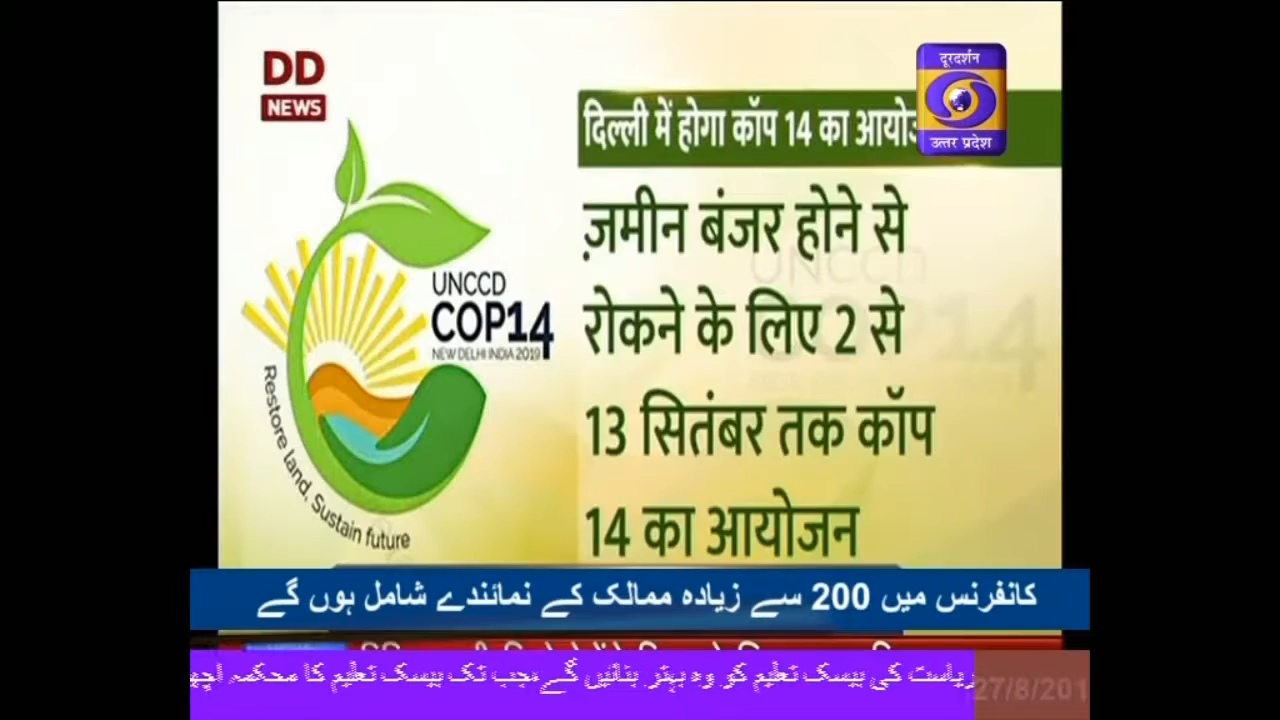 DD
NEWS
दूरदर्शन
उत्तर प्रदेश
दिल्ली में होगा कॉप 14 का
ज़मीन बंजर होने से
रोकने के लिए 2 से
13 सितंबर तक कॉप
14 का आयोजन
UNCCD
COP14
NEW DELHI INDIA 2019
Restore land, Sustain future
UNCCD
COP14
کانفرنس میں 200 سے زیادہ ممالک کے نمائندے شامل ہوں گے
ریاست کی بیسک تعلیم کو وہ بہتر بنائیں گے۔جب تک بیسک تعلیم کا محکمہ
27/8/201